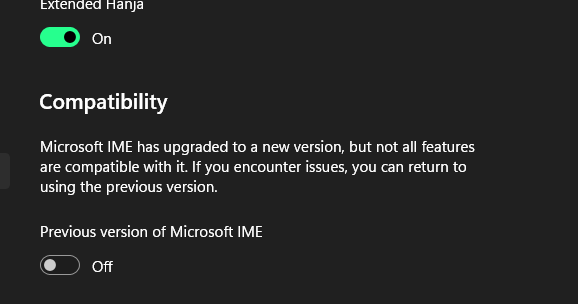 Extended Hanja
On
Compatibility
Microsoft IME has upgraded to a new version, but not all features
are compatible with it. If you encounter issues, you can return to
using the previous version.
Previous version of Microsoft IME
Off